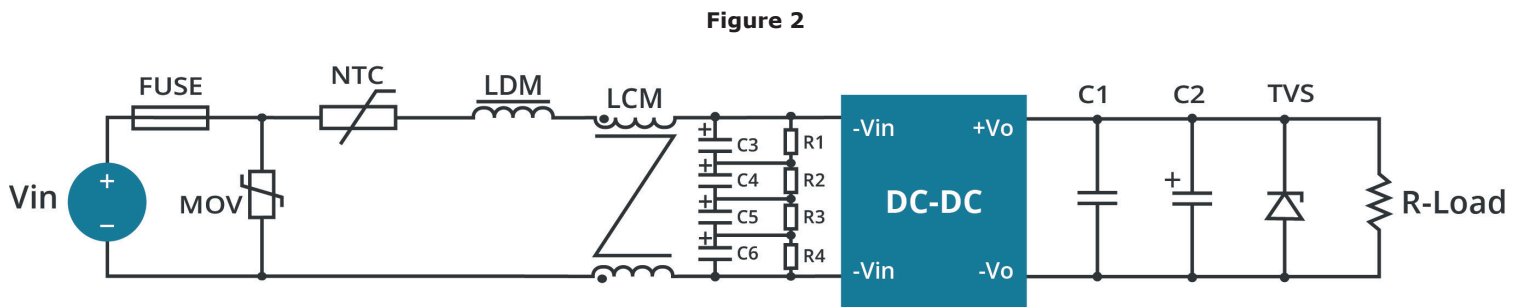 Figure 2
FUSE
NTC
LDM
LCM
C1
C2
TVS
+
C3
R1
-Vin
+Vo
Vin
+
−
MOV
+
C4
R2
DC-DC
+
R-Load
+
C5
R3
+
C6
R4
-Vin
-Vo